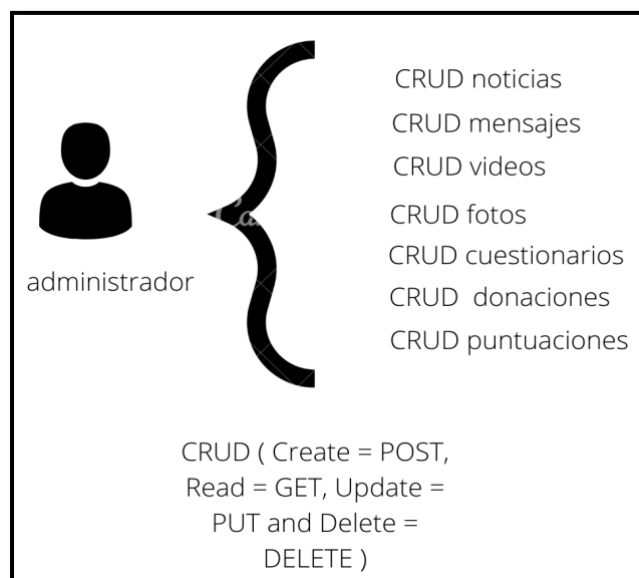 CRUD noticias
CRUD mensajes
CRUD videos
CRUD fotos
CRUD cuestionarios
CRUD donaciones
CRUD puntuaciones
administrador
CRUD ( Create = POST,
Read = GET, Update =
PUT and Delete =
DELETE )